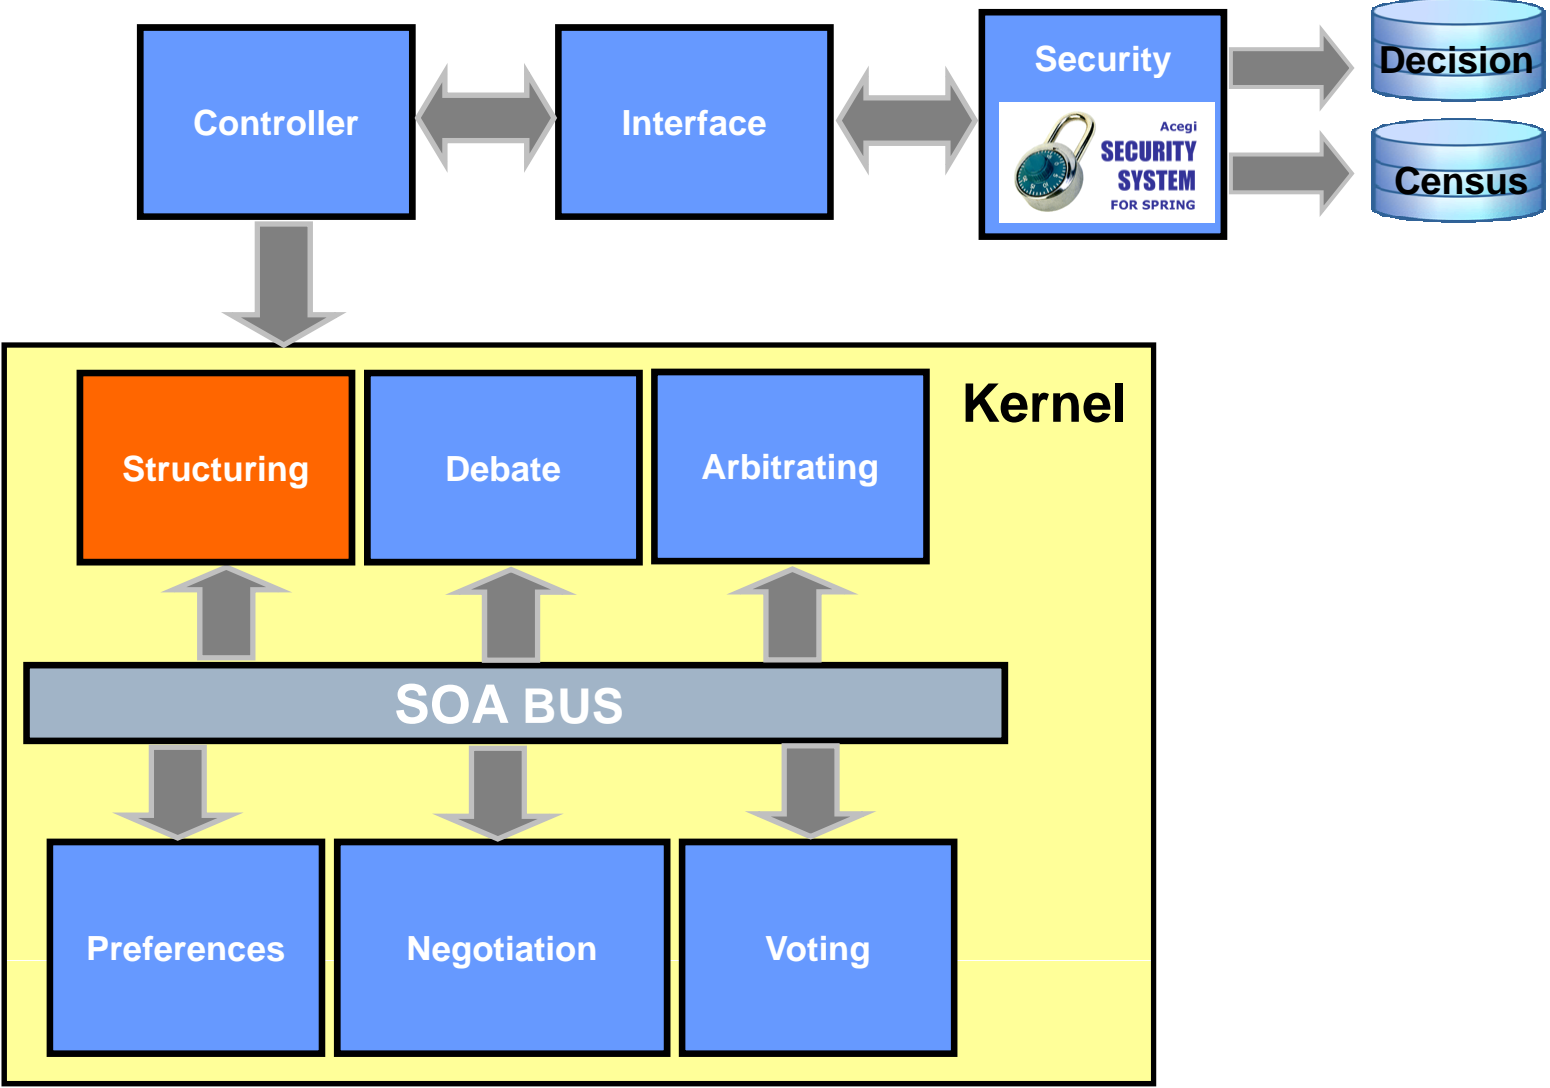 Controller
Interface
Security
Acegi
SECURITY
SYSTEM
FOR SPRING
Decision
Census
Kernel
Structuring
Debate
Arbitrating
SOA BUS
Preferences
Negotiation
Voting